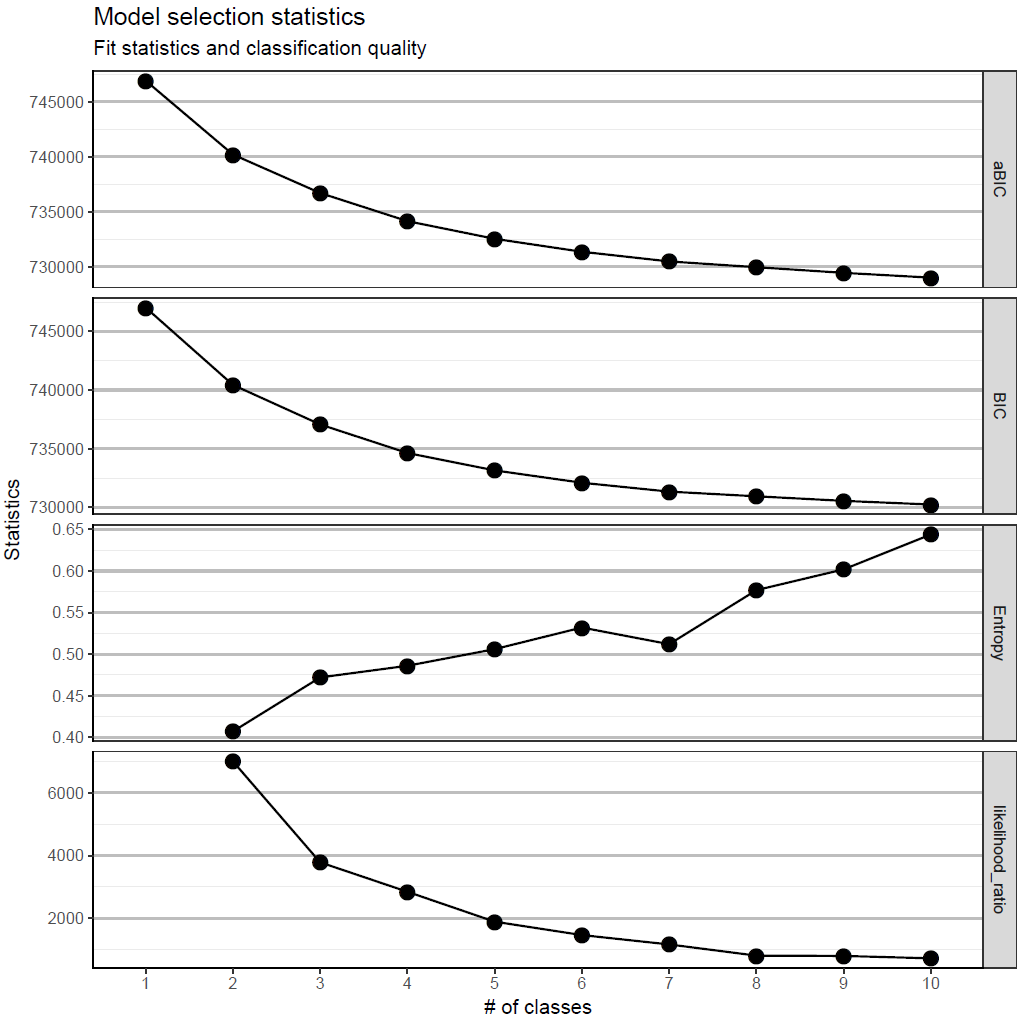 Model selection statistics
Fit statistics and classification quality
745000
740000
735000
730000
aBIC
745000
740000
735000
730000
BIC
Statistics
0.65
0.60
0.55
0.50
0.45
0.40
Entropy
6000
4000
2000
likelihood_ratio
1 2 3 4 5 6 7 8 9 10
# of classes